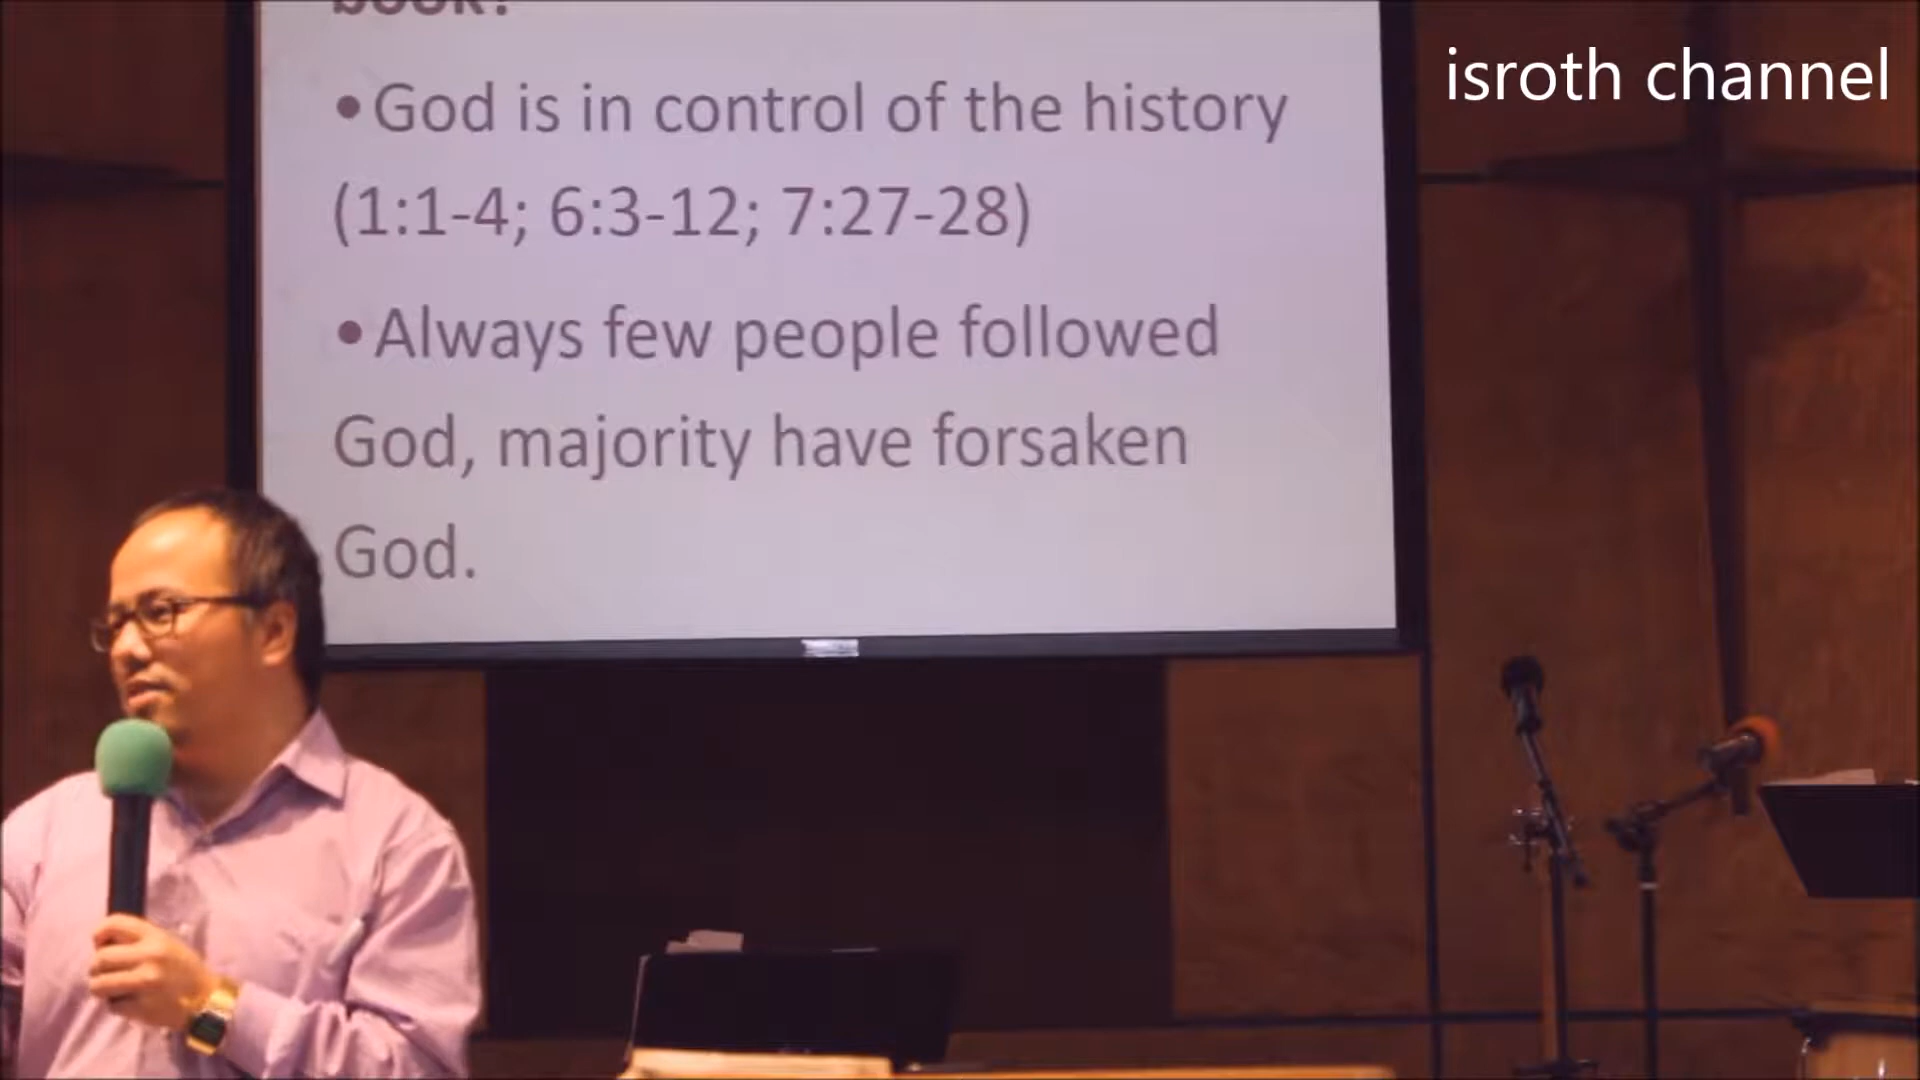 book?
•God is in control of the history
(1:1-4; 6:3-12; 7:27-28)
•Always few people followed
God, majority have forsaken
God.
isroth channel